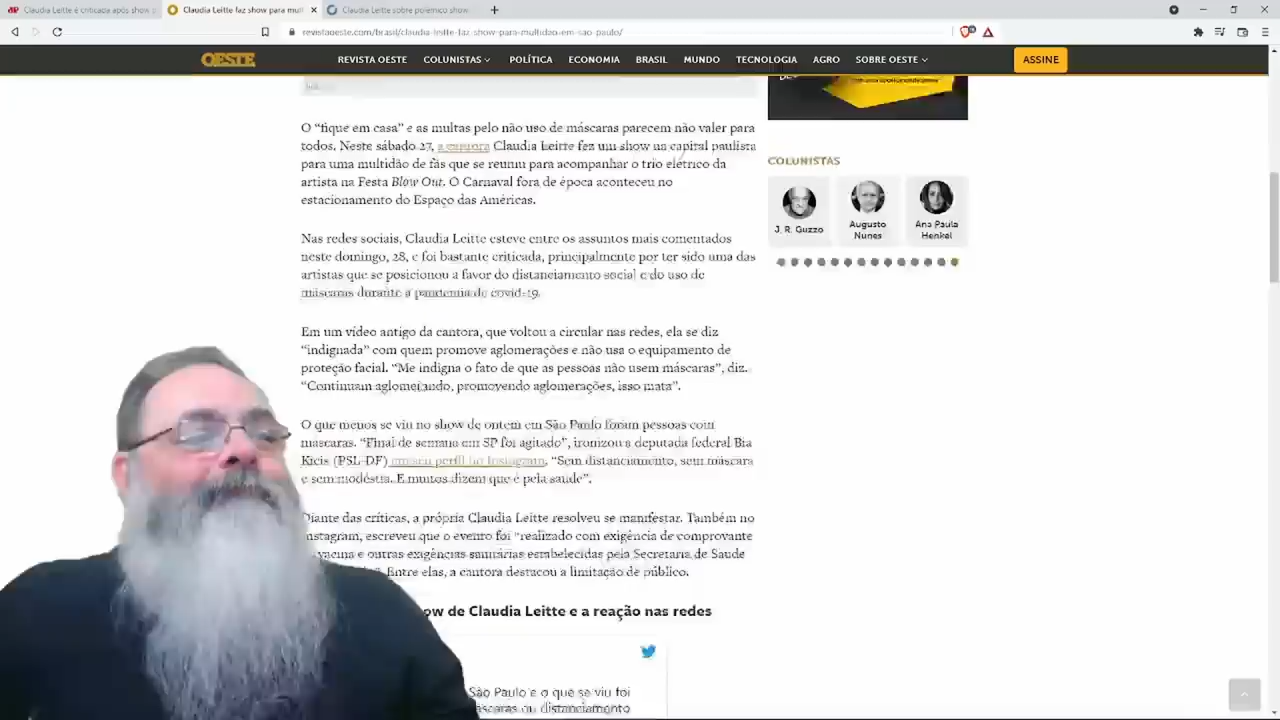 Claudia Leitte é criticada após show
Claudia Leitte faz show para mult
Claudia Leitte sobre polêmico show
revistaoeste.com/brasil/claudia-leitte-faz-show-para-multidao-em-sao-paulo/
OESTE
REVISTA OESTE COLUNISTAS POLÍTICA ECONOMIA BRASIL MUNDO TECNOLOGIA AGRO SOBRE OESTE
ASSINE
O “fique em casa” e as multas pelo não uso de máscaras parecem não valer para
todos. Neste sábado 27, a cantora Claudia Leitte fez um show na capital paulista
para uma multidão de fãs que se reuniu para acompanhar o trio elétrico da
artista na Festa Blow Out. O Carnaval fora de época aconteceu no
estacionamento do Espaço das Américas.
Nas redes sociais, Claudia Leitte esteve entre os assuntos mais comentados
neste domingo, 28, e foi bastante criticada, principalmente por ter sido uma das
artistas que se posicionou a favor do distanciamento social e do uso de
máscaras durante a pandemia de covid-19.
Em um vídeo antigo da cantora, que voltou a circular nas redes, ela se diz
“indignada” com quem promove aglomerações e não usa o equipamento de
proteção facial. “Me indigna o fato de que as pessoas não usem máscaras”, diz.
“Continuam aglomerando, promovendo aglomerações, isso mata”.
O que menos se viu no show de ontem em São Paulo foram pessoas com
máscaras. “Final de semana em SP foi agitado”, ironizou a deputada federal Bia
Kicis (PSL-DF) em seu perfil no Instagram, “Sem distanciamento, sem máscara
e sem modéstia. E muitos dizem que é pela saúde”.
Diante das críticas, a própria Claudia Leitte resolveu se manifestar. Também no
Instagram, escreveu que o evento foi “realizado com exigência de comprovante
vacina e outras exigências sanitárias estabelecidas pela Secretaria de Saúde
Entre elas, a cantora destacou a limitação de público.
ow de Claudia Leitte e a reação nas redes
São Paulo e o que se viu foi
áscaras ou distanciamento
COLUNISTAS
J. R. Guzzo
Augusto
Nunes
Ana Paula
Henkel